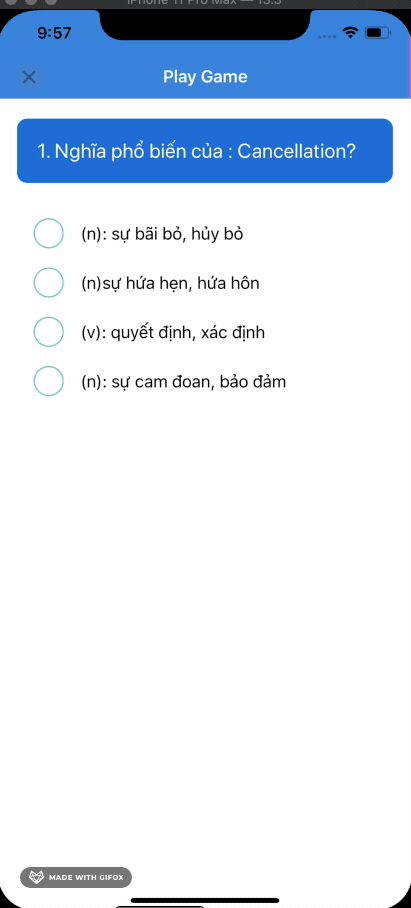 iPhone 11 Pro Max — 13.3
9:57
Play Game
1. Nghĩa phổ biến của : Cancellation?
(n): sự bãi bỏ, hủy bỏ
(n)sự hứa hẹn, hứa hôn
(v): quyết định, xác định
(n): sự cam đoan, bảo đảm
MADE WITH GIFOX